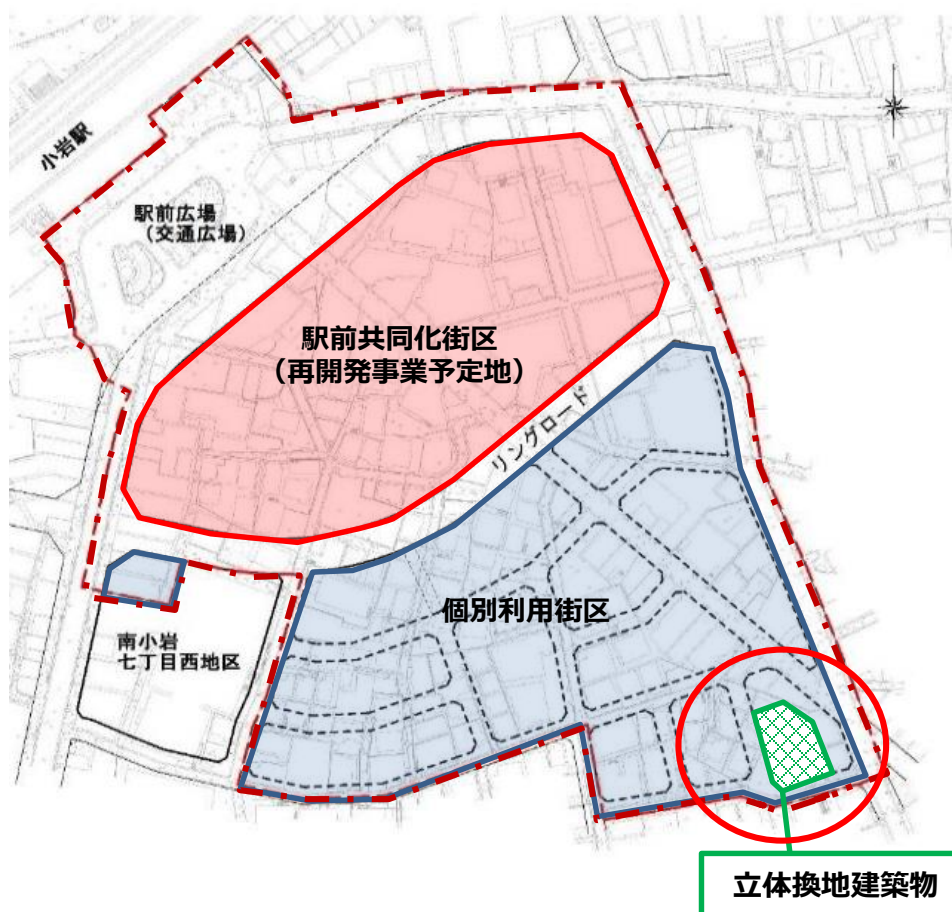 小岩駅
駅前広場
（交通広場）
駅前共同化街区
（再開発事業予定地）
リングロード
個別利用街区
南小岩
七丁目西地区
立体換地建築物